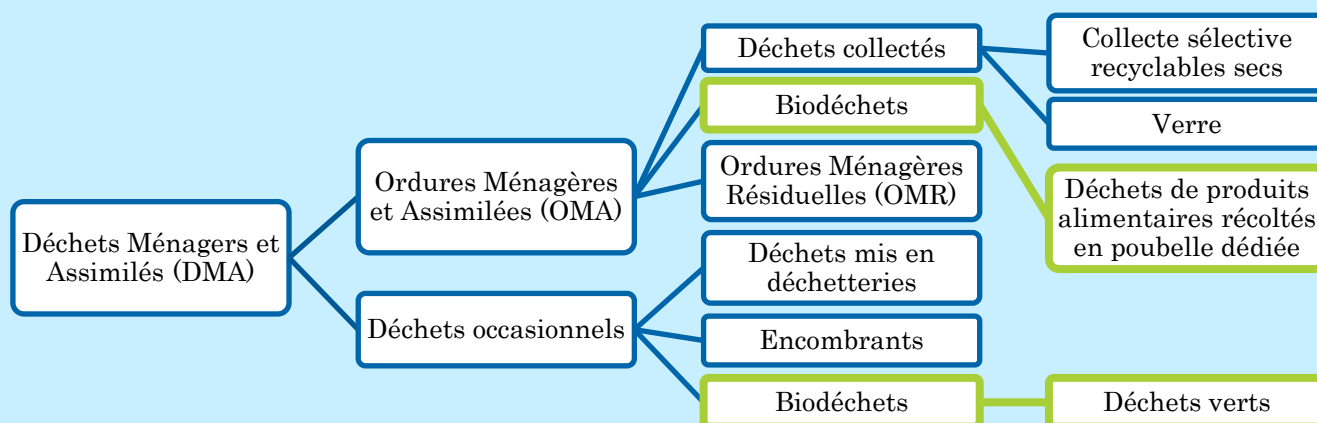 Déchets Ménagers et
Assimilés (DMA)
Ordures Ménagères
et Assimilées (OMA)
Déchets collectés
Collecte sélective
recyclables secs
Verre
Biodéchets
Déchets de produits
alimentaires récoltés
en poubelle dédiée
Ordures Ménagères
Résiduelles (OMR)
Déchets occasionnels
Déchets mis en
déchetteries
Encombrants
Biodéchets
Déchets verts